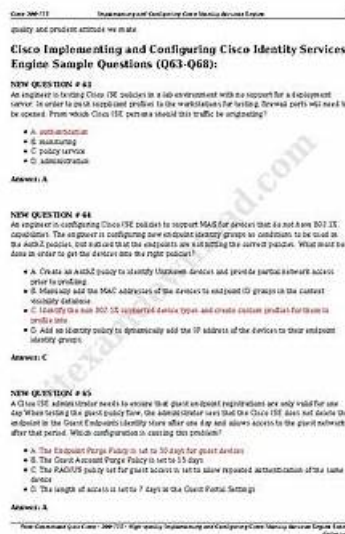 quality and prudent attitude we make
Cisco Implementing and Configuring Cisco Identity Services
Engine Sample Questions (Q63-Q68):
NEW QUESTION # 63
An engineer is testing Cisco ISE policies in a lab environment with no support for a deployment
server. In order to push supplicant profiles to the workstations for testing, firewall ports will need to
be opened. From which Cisco ISE persona should this traffic be originating?
A. authentication
B. monitoring
C. policy service
D. administration
Answer: A
NEW QUESTION # 64
An engineer is configuring Cisco ISE policies to support MAB for devices that do not have 802.1X
capabilities. The engineer is configuring new endpoint identity groups as conditions to be used in
the AuthZ policies, but noticed that the endpoints are not hitting the correct policies. What must be
done in order to get the devices into the right policies?
A. Create an AuthZ policy to identify Unknown devices and provide partial network access
prior to profiling.
B. Manually add the MAC addresses of the devices to endpoint ID groups in the context
visibility database.
C. Identify the non 802.1X supported device types and create custom profiles for them to
profile into.
D. Add an identity policy to dynamically add the IP address of the devices to their endpoint
identity groups.
Answer: C
NEW QUESTION # 65
A Cisco ISE administrator needs to ensure that guest endpoint registrations are only valid for one
day When testing the guest policy flow, the administrator sees that the Cisco ISE does not delete the
endpoint in the Guest Endpoints identity store after one day and allows access to the guest network
after that period. Which configuration is causing this problem?
A. The Endpoint Purge Policy is set to 30 days for guest devices
B. The Guest Account Purge Policy is set to 15 days
C. The RADIUS policy set for guest access is set to allow repeated authentication of the same
device
D. The length of access is set to 7 days in the Guest Portal Settings
Answer: A